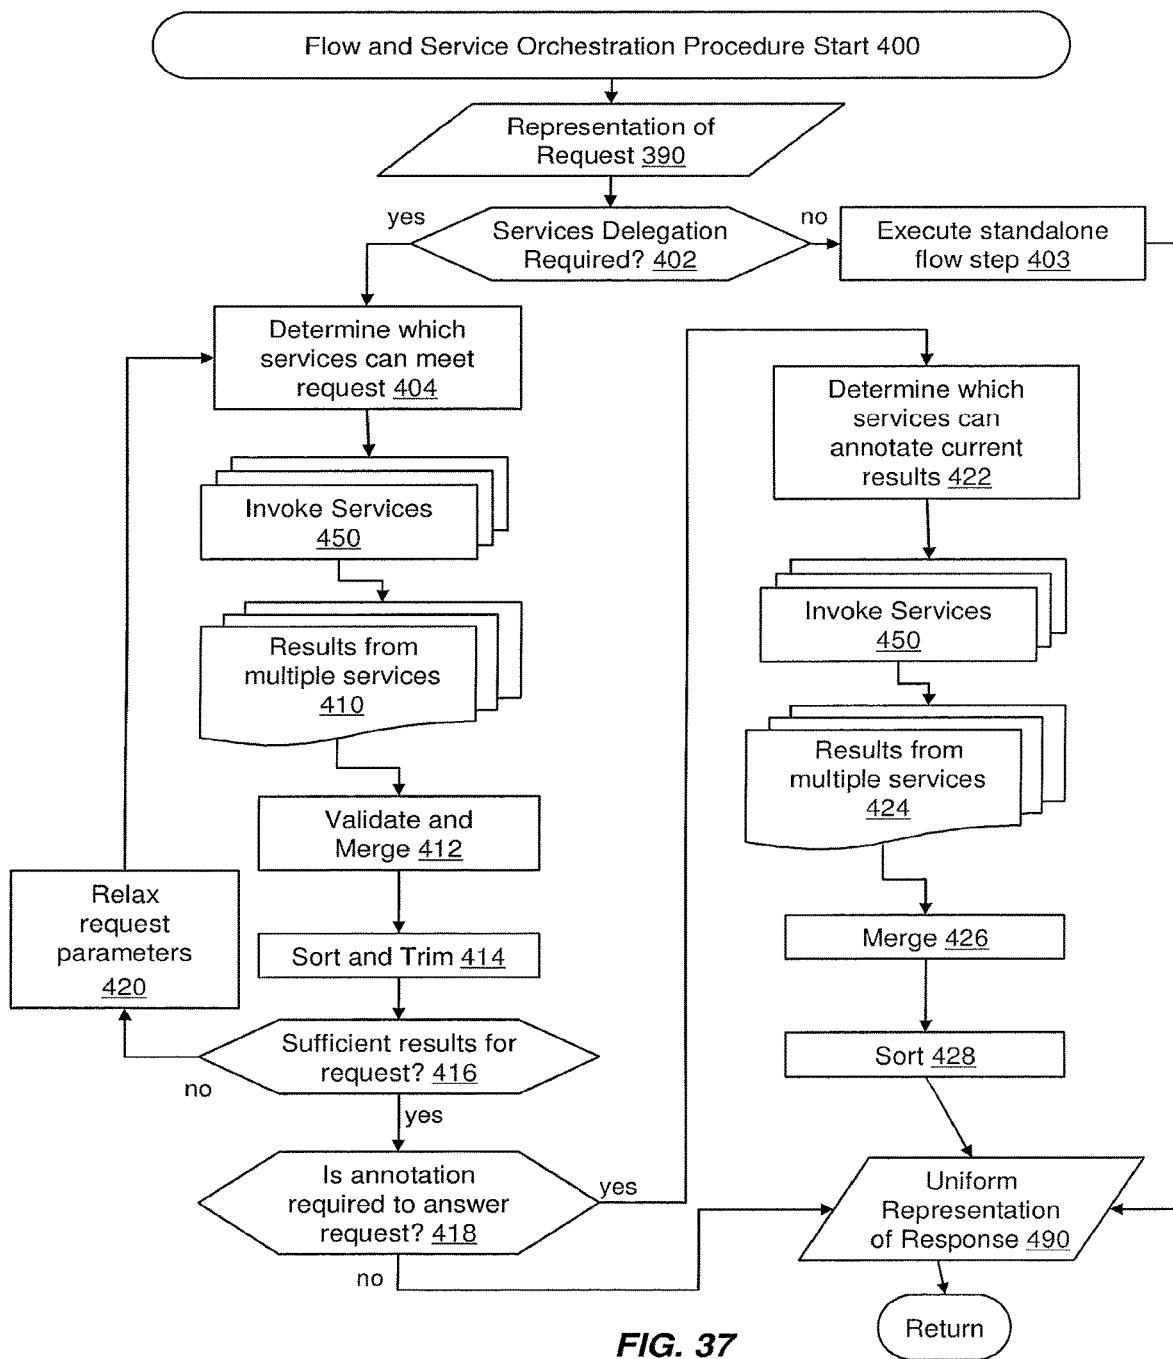 Flow and Service Orchestration Procedure Start 400
Representation of
Request 390
yes
Services Delegation
Required? 402
no
Execute standalone
flow step 403
Determine which
services can meet
request 404
Invoke Services
450
Results from
multiple services
410
Validate and
Merge 412
Relax
request
parameters
420
Sort and Trim 414
Sufficient results for
request? 416
no
yes
Is annotation
required to answer
request? 418
yes
no
Determine which
services can
annotate current
results 422
Invoke Services
450
Results from
multiple services
424
Merge 426
Sort 428
Uniform
Representation
of Response 490
Return
FIG. 37